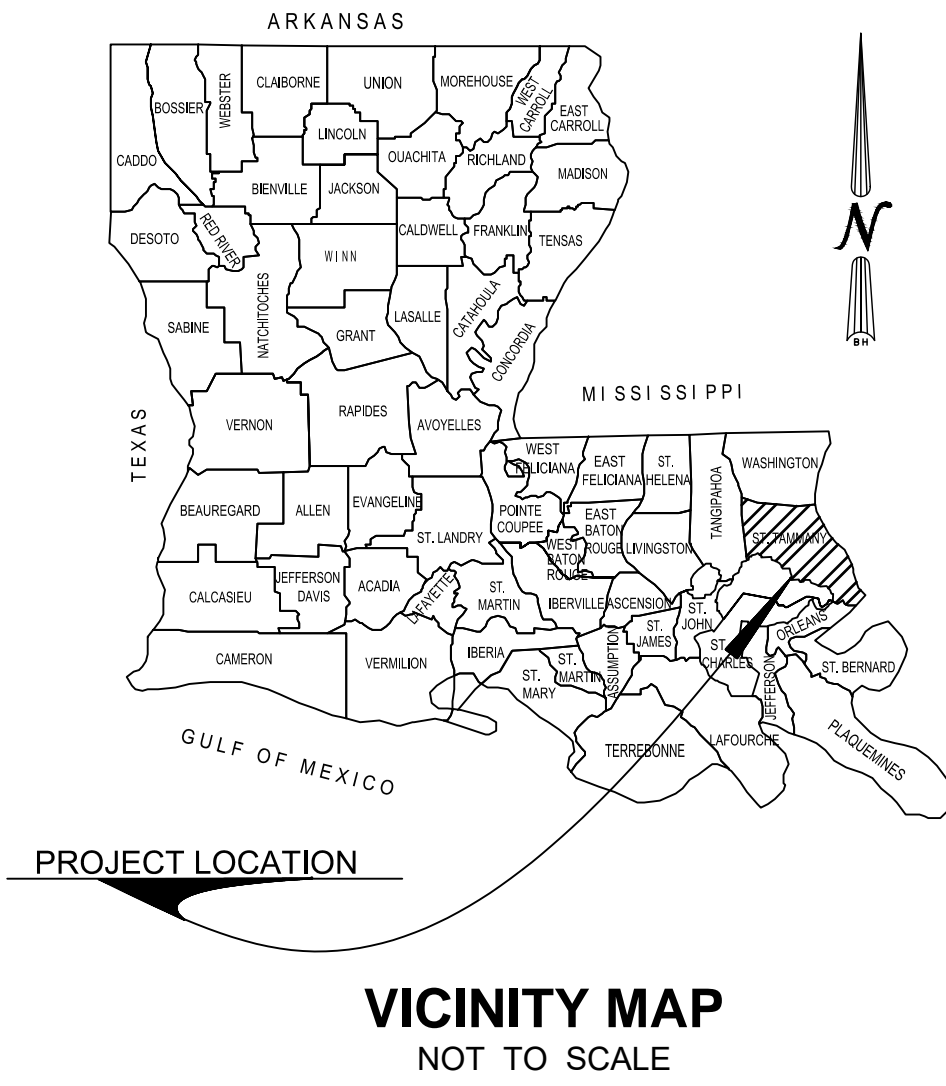 ARKANSAS
CLAIBORNE
UNION
MOREHOUSE
WEST
CARROLL
EAST
CARROLL
BOSSIER
WEBSTER
LINCOLN
CADDO
OUACHITA
RICHLAND
MADISON
BIENVILLE
JACKSON
DESOTO
RED RIVER
CALDWELL
FRANKLIN
TENSAS
WINN
N
NATCHITOCHES
SABINE
GRANT
LASALLE
CATAHOULA
CONCORDIA
BH
MISSISSIPPI
TEXAS
VERNON
RAPIDES
AVOYELLES
WEST
FELICIANA
EAST
FELICIANA
ST.
HELENA
TANGIPAHOA
WASHINGTON
BEAUREGARD
ALLEN
EVANGELINE
ST. LANDRY
POINTE
COUPEE
EAST
BATON
ROUGE
WEST
BATON
ROUGE
LIVINGSTON
ST. TAMMANY
CALCASIEU
JEFFERSON
DAVIS
ACADIA
LAFAYETTE
ST.
MARTIN
IBERVILLE
ASCENSION
ST.
JOHN
ST.
JAMES
ORLEANS
CAMERON
VERMILION
IBERIA
ST.
MARTIN
ASSUMPTION
ST.
CHARLES
ST. BERNARD
ST.
MARY
JEFFERSON
TERREBONNE
LAFOURCHE
PLAQUEMINES
GULF OF MEXICO
PROJECT LOCATION
VICINITY MAP
NOT TO SCALE